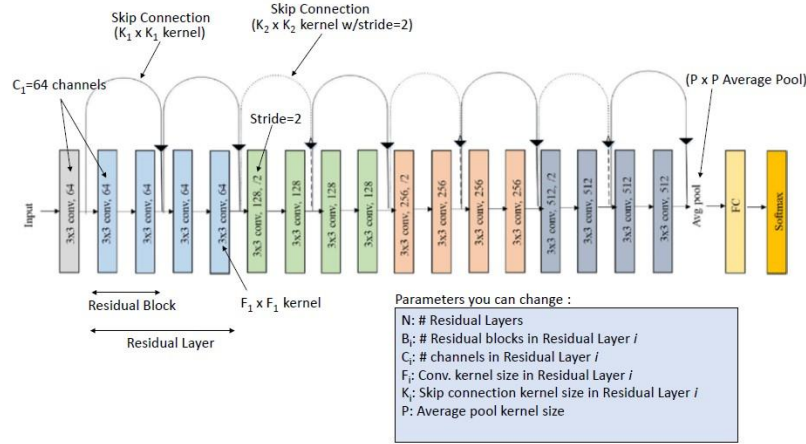 Skip Connection
(K₁ x K₁ kernel)
Skip Connection
(K₂ x K₂ kernel w/stride=2)
C₁=64 channels
(P x P Average Pool)
Stride=2
Input
3x3 conv, 64
3x3 conv, 64
3x3 conv, 64
3x3 conv, 64
3x3 conv, 64
3x3 conv, 128, /2
3x3 conv, 128
3x3 conv, 128
3x3 conv, 128
3x3 conv, 256, /2
3x3 conv, 256
3x3 conv, 256
3x3 conv, 256
3x3 conv, 512, /2
3x3 conv, 512
3x3 conv, 512
3x3 conv, 512
Avg pool
FC
Softmax
Residual Block
F₁ x F₁ kernel
Residual Layer
Parameters you can change :
N: # Residual Layers
Bᵢ: # Residual blocks in Residual Layer i
Cᵢ: # channels in Residual Layer i
Fᵢ: Conv. kernel size in Residual Layer i
Kᵢ: Skip connection kernel size in Residual Layer i
P: Average pool kernel size